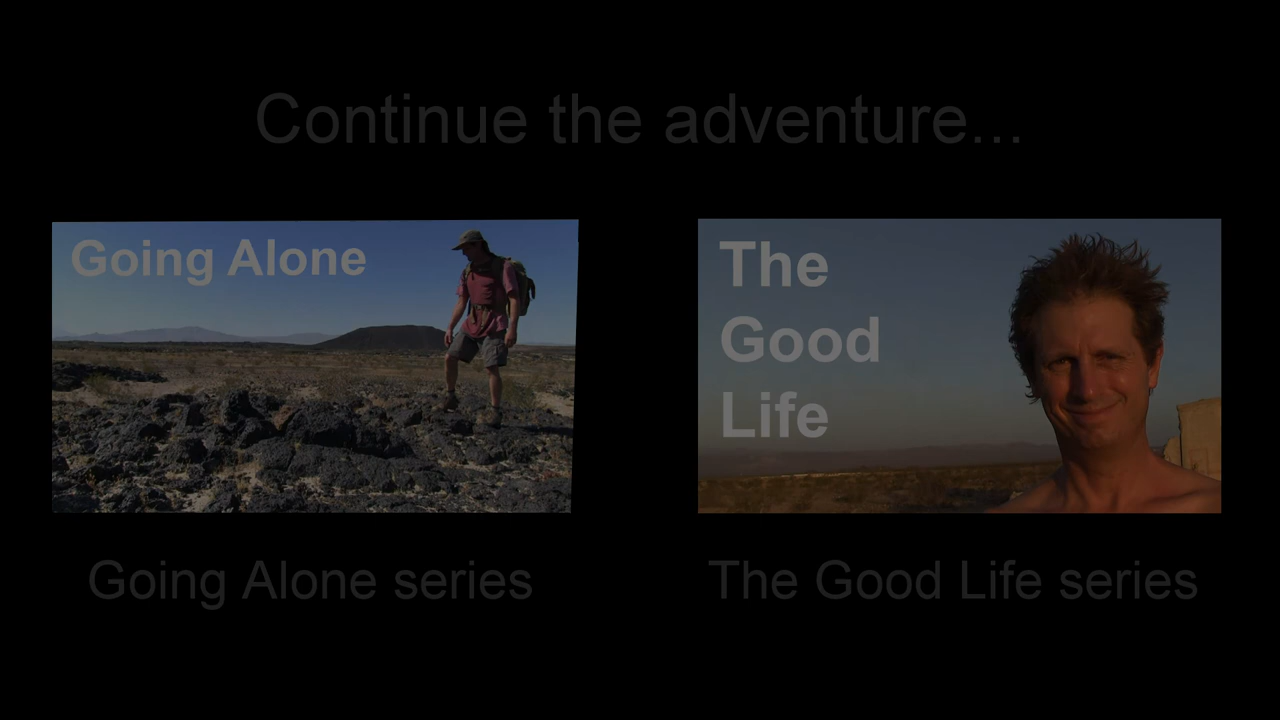 Continue the adventure...
Going Alone
The
Good
Life
Going Alone series
The Good Life series